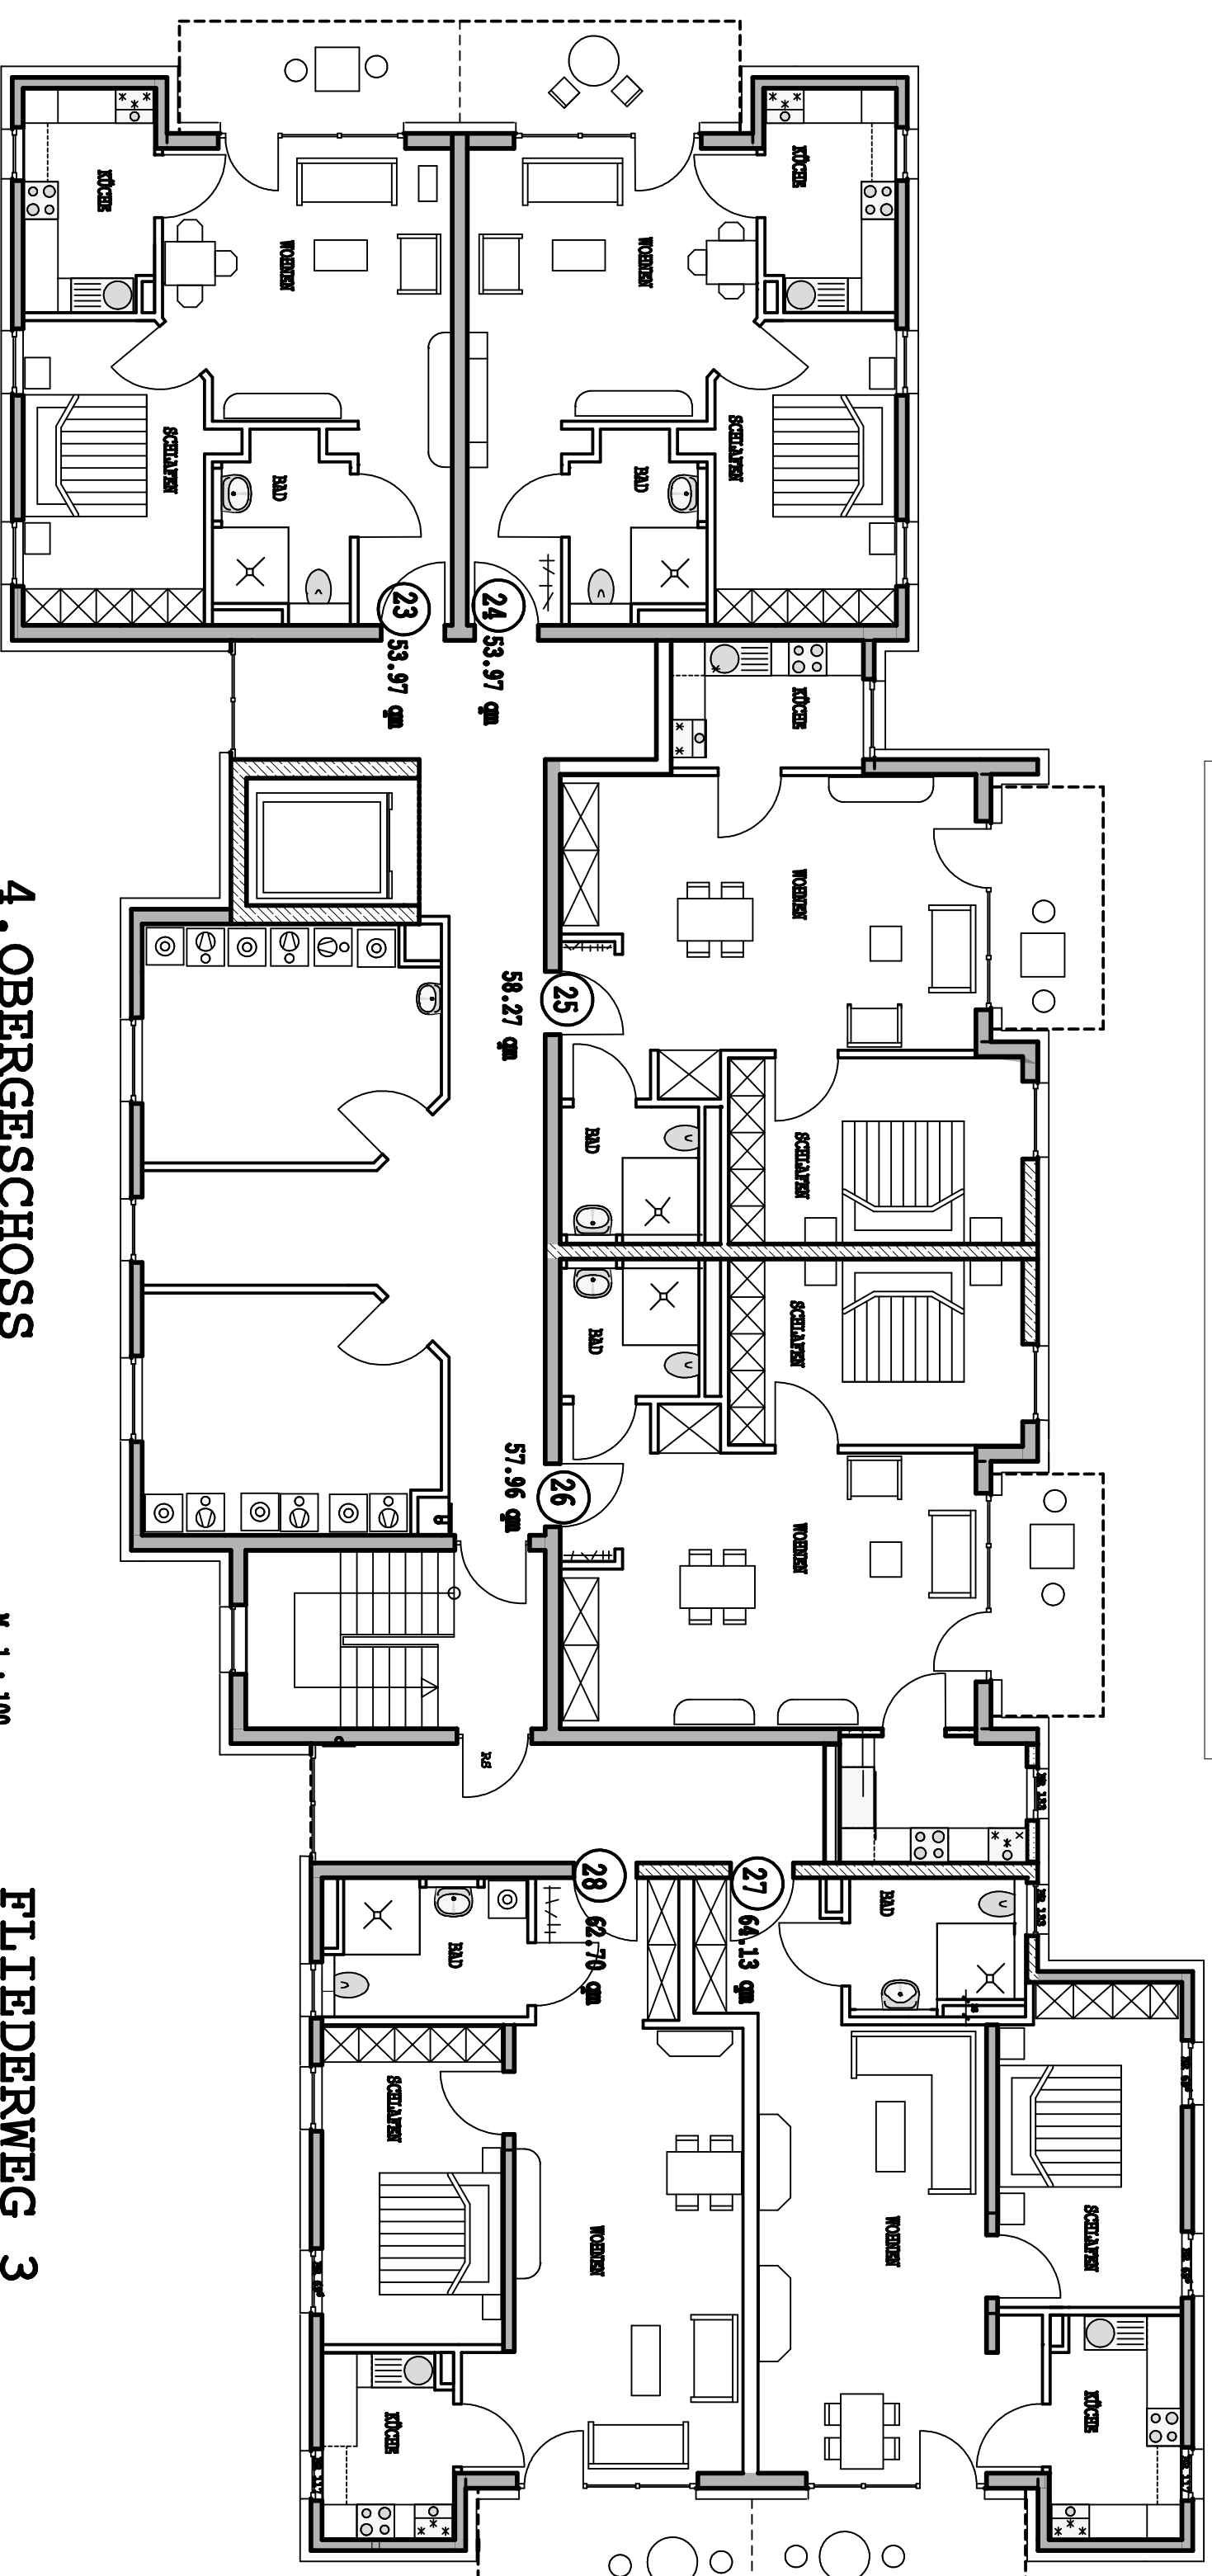 KÜCHE
WOHNEN
SCHLAFEN
BAD
23
53.97 qm
KÜCHE
WOHNEN
SCHLAFEN
BAD
24
53.97 qm
KÜCHE
WOHNEN
25
58.27 qm
BAD
SCHLAFEN
SCHLAFEN
BAD
26
57.96 qm
WOHNEN
RS
28
62.70 qm
27
64.13 qm
BAD
BAD
SCHLAFEN
WOHNEN
WOHNEN
SCHLAFEN
KÜCHE
KÜCHE
4.OBERGESCHOSS
M 1 : 100
FLIEDERWEG 3